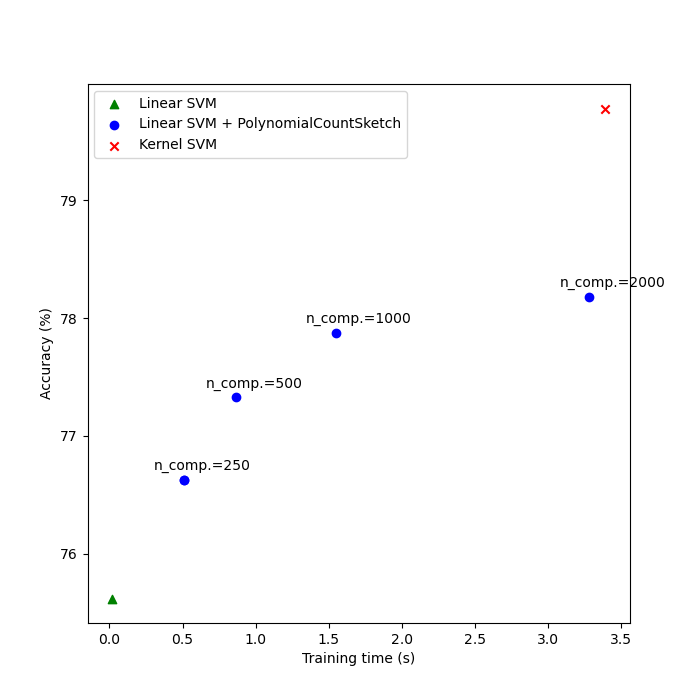 Linear SVM
Linear SVM + PolynomialCountSketch
Kernel SVM
79
78
77
76
Accuracy (%)
n_comp.=2000
n_comp.=1000
n_comp.=500
n_comp.=250
0.0 0.5 1.0 1.5 2.0 2.5 3.0 3.5
Training time (s)